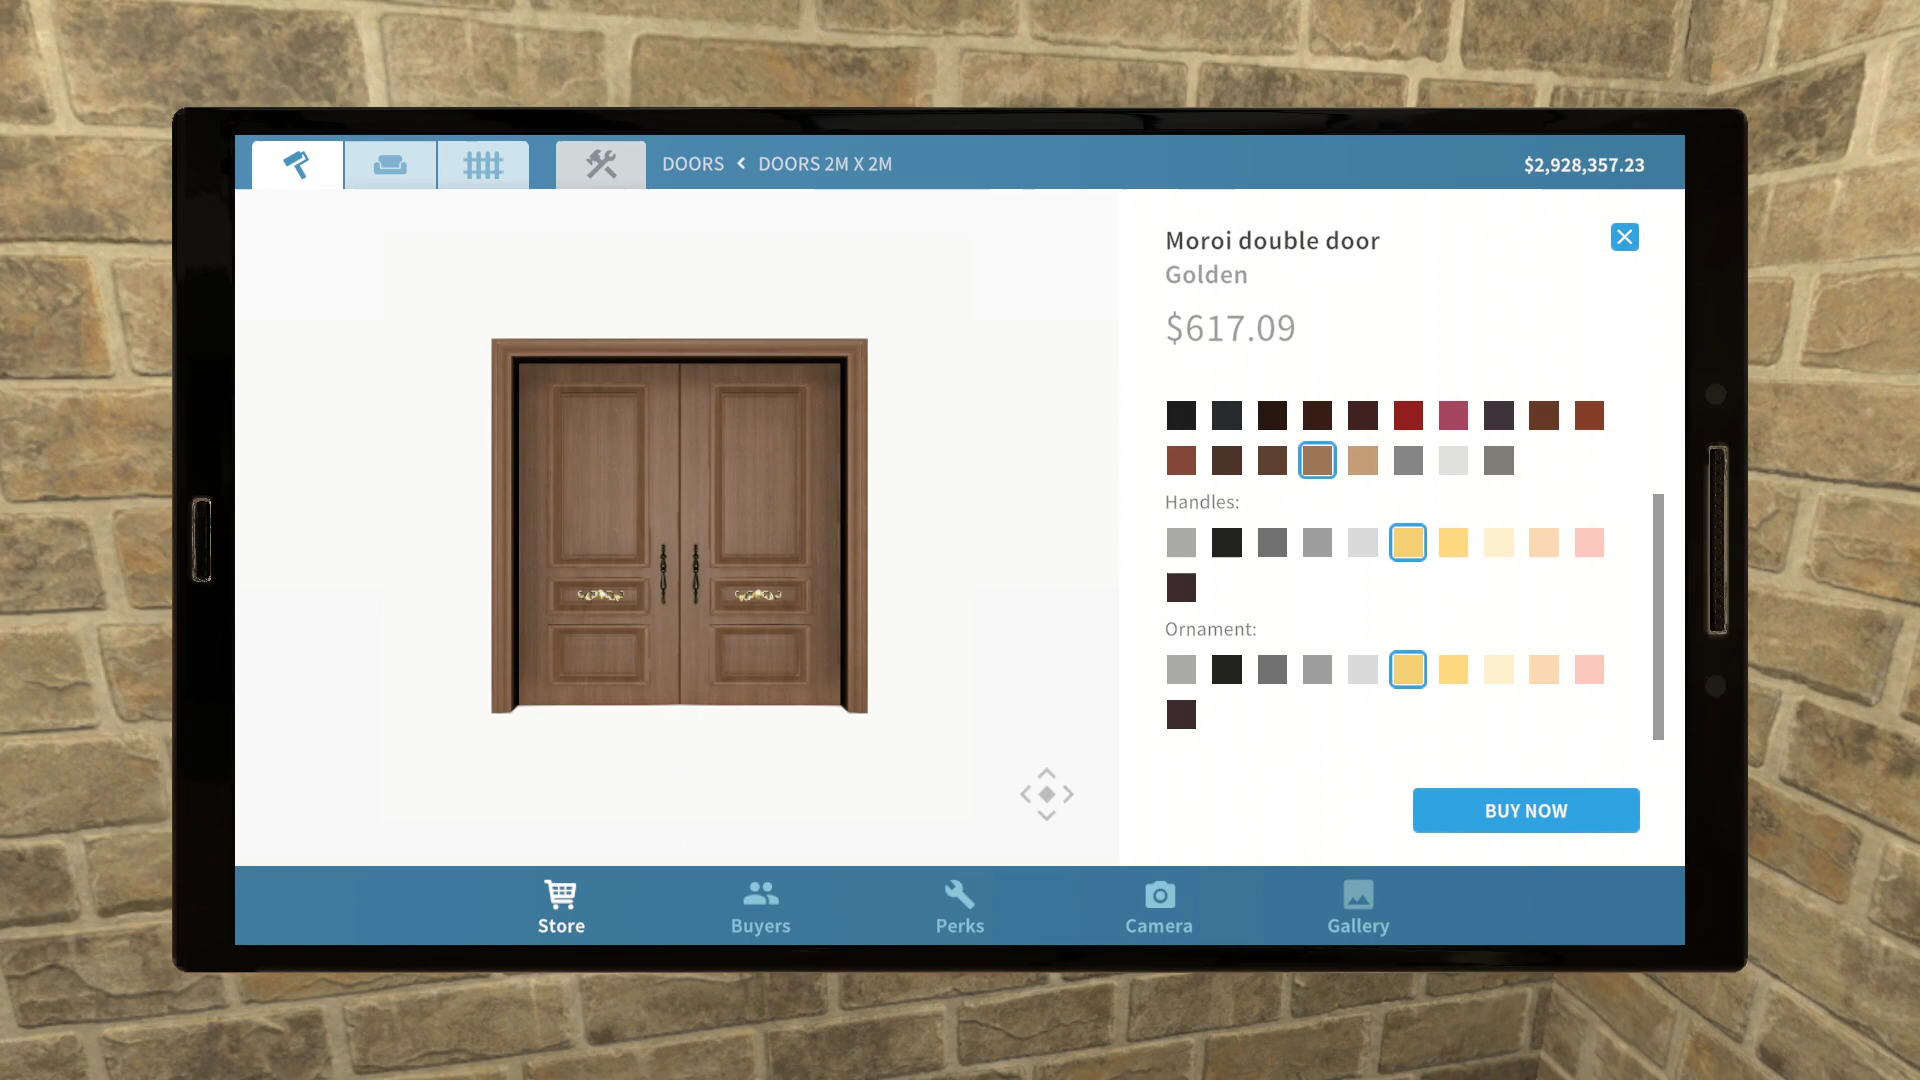 DOORS < DOORS 2M X 2M
$2,928,357.23
Moroi double door
Golden
$617.09
Handles:
Ornament:
BUY NOW
Store
Buyers
Perks
Camera
Gallery